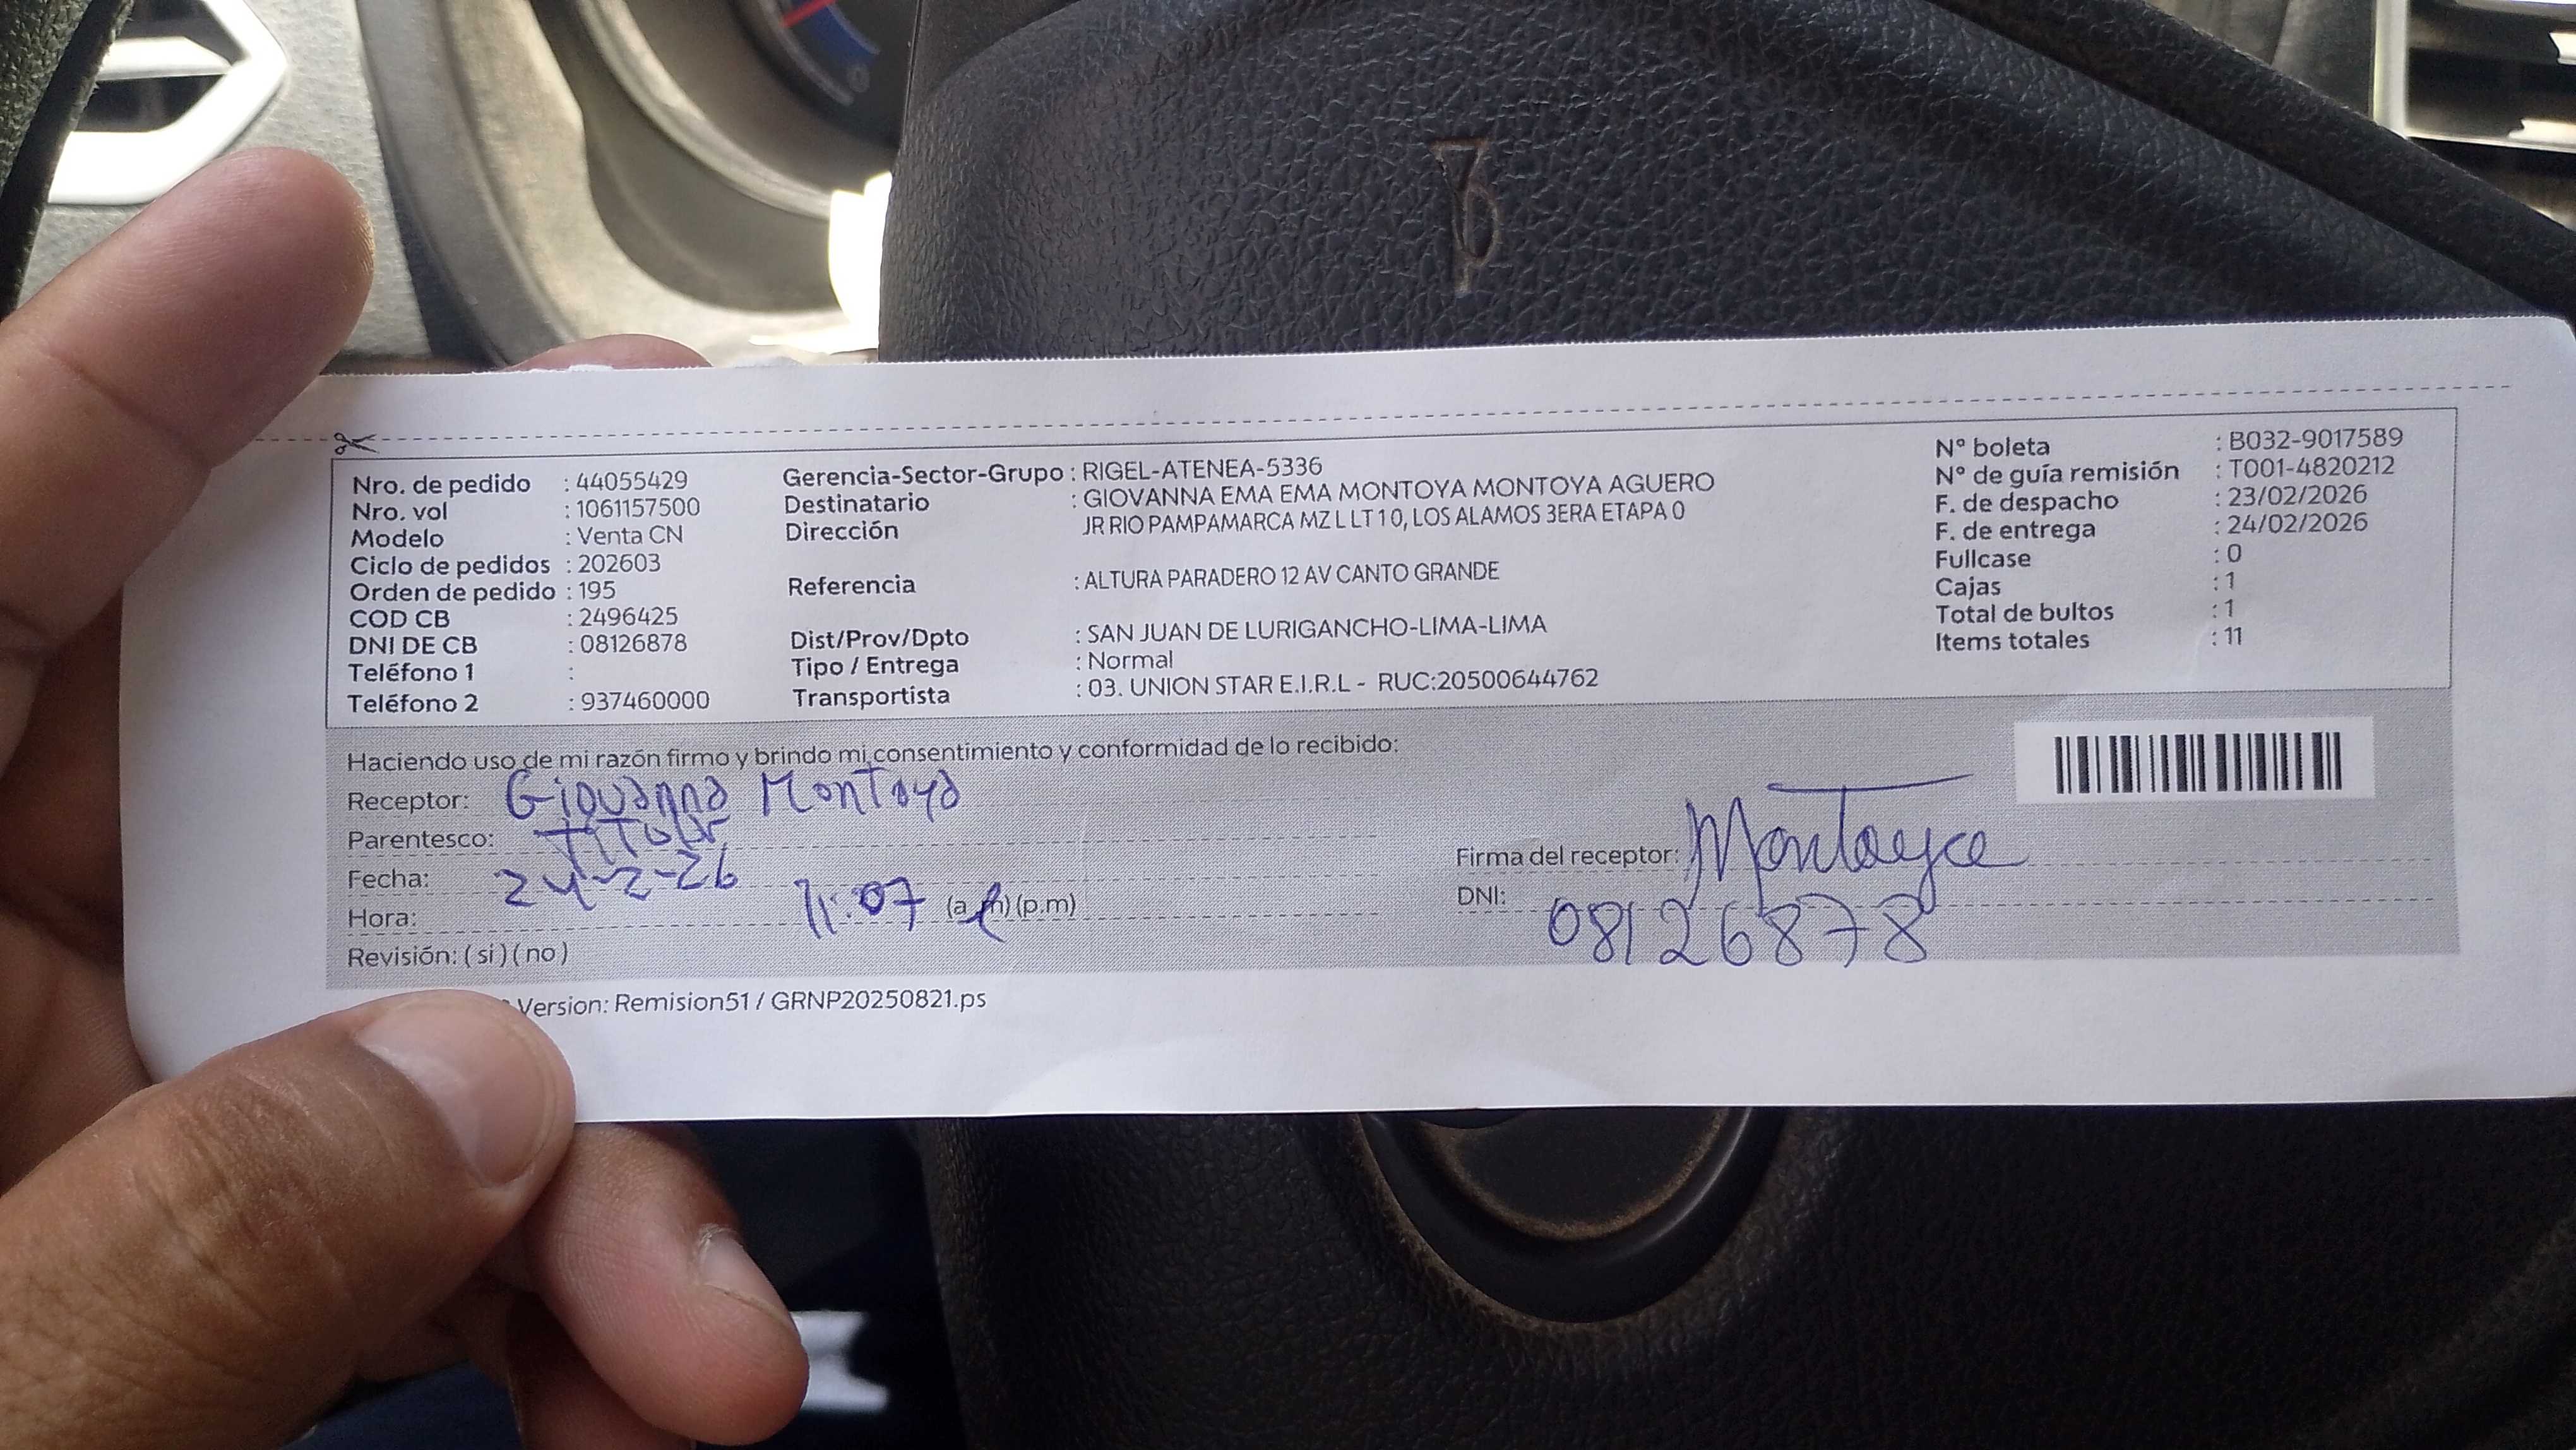 Nro. de pedido : 44055429
Nro. vol : 1061157500
Modelo : Venta CN
Ciclo de pedidos : 202603
Orden de pedido : 195
COD CB : 2496425
DNI DE CB : 08126878
Teléfono 1 :
Teléfono 2 : 937460000
Gerencia-Sector-Grupo : RIGEL-ATENEA-5336
Destinatario : GIOVANNA EMA EMA MONTOYA MONTOYA AGUERO
Dirección JR RIO PAMPAMARCA MZ L LT 1 0, LOS ALAMOS 3ERA ETAPA 0
Referencia : ALTURA PARADERO 12 AV CANTO GRANDE
Dist/Prov/Dpto : SAN JUAN DE LURIGANCHO-LIMA-LIMA
Tipo / Entrega : Normal
Transportista : 03. UNION STAR E.I.R.L - RUC:20500644762
N° boleta : B032-9017589
N° de guía remisión : T001-4820212
F. de despacho : 23/02/2026
F. de entrega : 24/02/2026
Fullcase : 0
Cajas : 1
Total de bultos : 1
Items totales : 11
Haciendo uso de mi razón firmo y brindo mi consentimiento y conformidad de lo recibido:
Receptor: Giovanna Montoya
Parentesco: TITular
Fecha: 24-2-26
Hora: 11:07 (a.m) (p.m)
Revisión: ( si ) ( no )
Firma del receptor: Montoya
DNI: 08126878
Version: Remision51 / GRNP20250821.ps